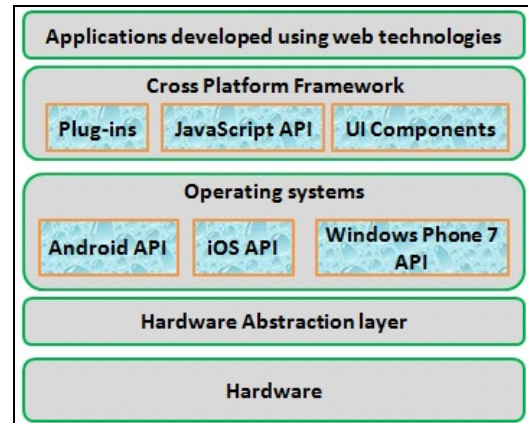 Applications developed using web technologies
Cross Platform Framework
Plug-ins JavaScript API UI Components
Operating systems
Android API iOS API Windows Phone 7
API
Hardware Abstraction layer
Hardware